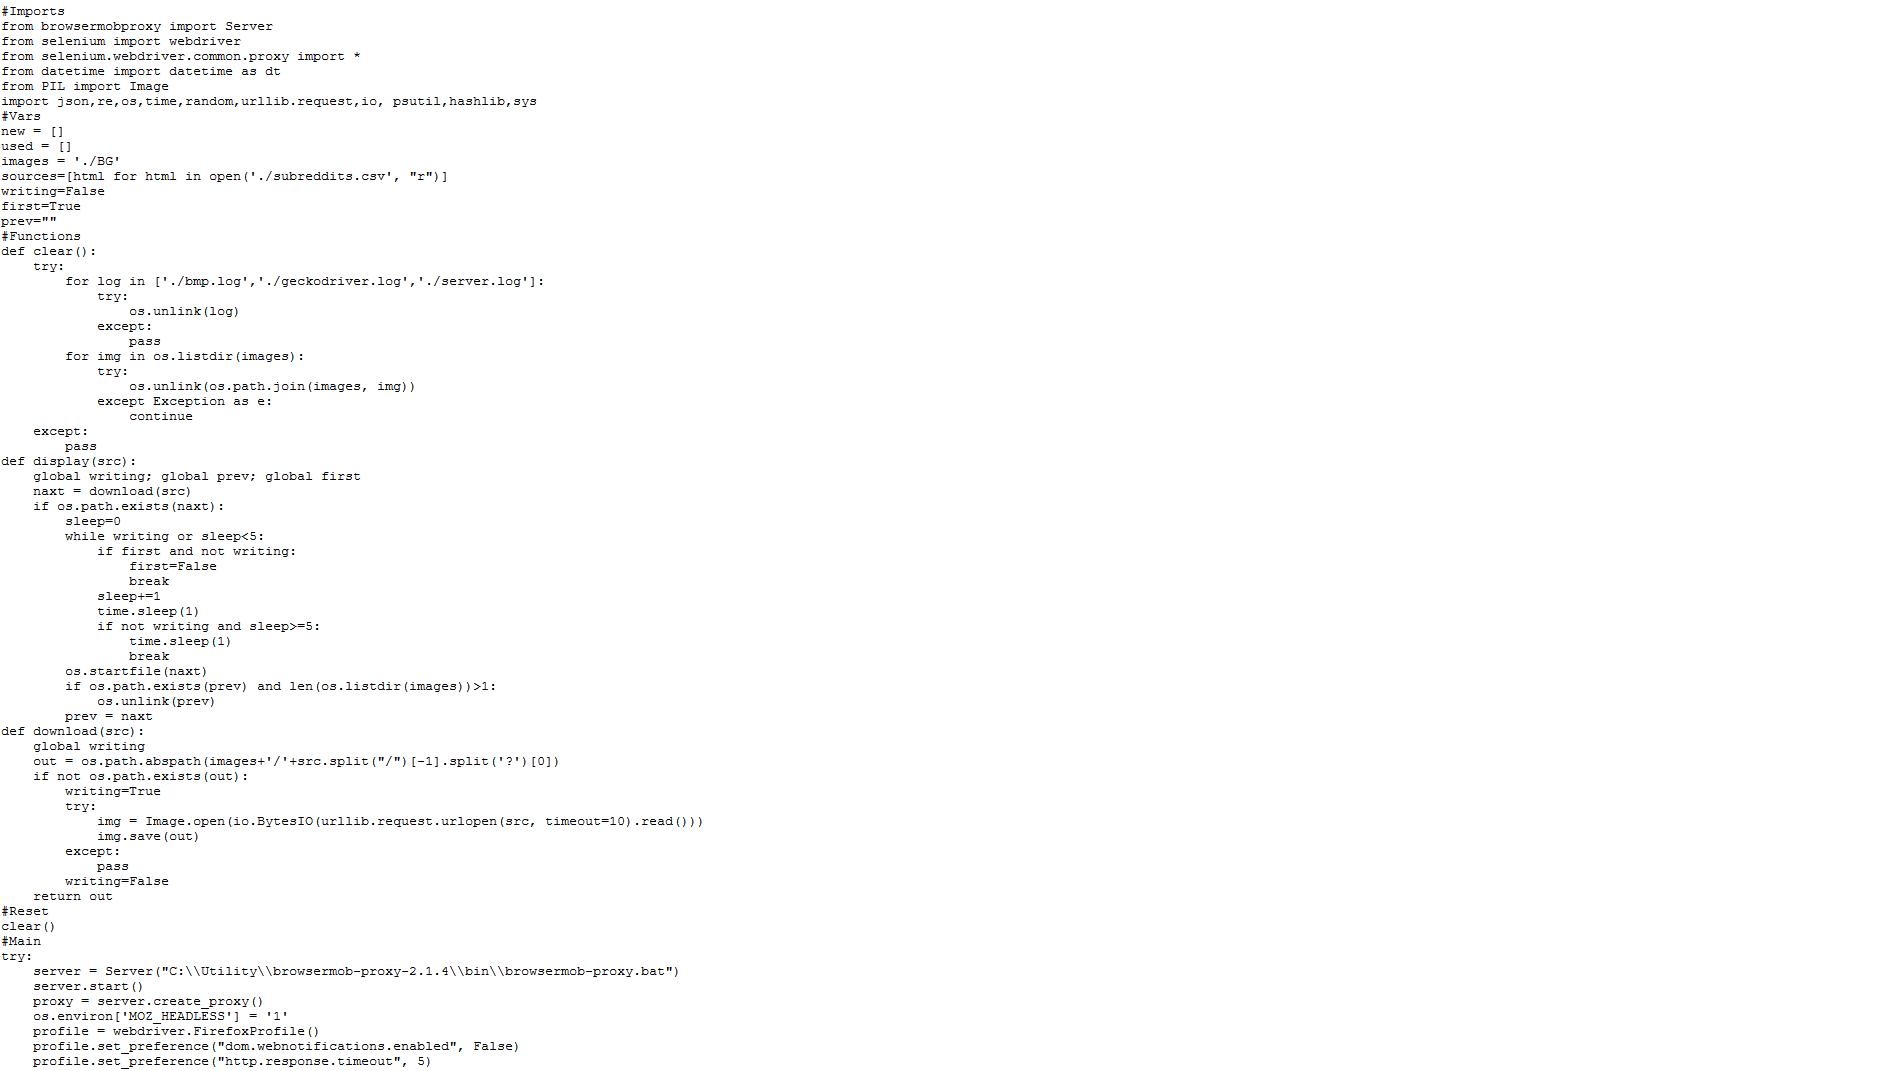 #Imports
from browsermobproxy import Server
from selenium import webdriver
from selenium.webdriver.common.proxy import *
from datetime import datetime as dt
from PIL import Image
import json,re,os,time,random,urllib.request,io, psutil,hashlib,sys
#Vars
new = []
used = []
images = './BG'
sources=[html for html in open('./subreddits.csv', "r")]
writing=False
first=True
prev=""
#Functions
def clear():
    try:
        for log in ['./bmp.log','./geckodriver.log','./server.log']:
            try:
                os.unlink(log)
            except:
                pass
        for img in os.listdir(images):
            try:
                os.unlink(os.path.join(images, img))
            except Exception as e:
                continue
    except:
        pass
def display(src):
    global writing; global prev; global first
    naxt = download(src)
    if os.path.exists(naxt):
        sleep=0
        while writing or sleep<5:
            if first and not writing:
                first=False
                break
            sleep+=1
            time.sleep(1)
            if not writing and sleep>=5:
                time.sleep(1)
                break
        os.startfile(naxt)
        if os.path.exists(prev) and len(os.listdir(images))>1:
            os.unlink(prev)
        prev = naxt
def download(src):
    global writing
    out = os.path.abspath(images+'/'+src.split("/")[-1].split('?')[0])
    if not os.path.exists(out):
        writing=True
        try:
            img = Image.open(io.BytesIO(urllib.request.urlopen(src, timeout=10).read()))
            img.save(out)
        except:
            pass
        writing=False
    return out
#Reset
clear()
#Main
try:
    server = Server("C:\\Utility\\browsermob-proxy-2.1.4\\bin\\browsermob-proxy.bat")
    server.start()
    proxy = server.create_proxy()
    os.environ['MOZ_HEADLESS'] = '1'
    profile = webdriver.FirefoxProfile()
    profile.set_preference("dom.webnotifications.enabled", False)
    profile.set_preference("http.response.timeout", 5)